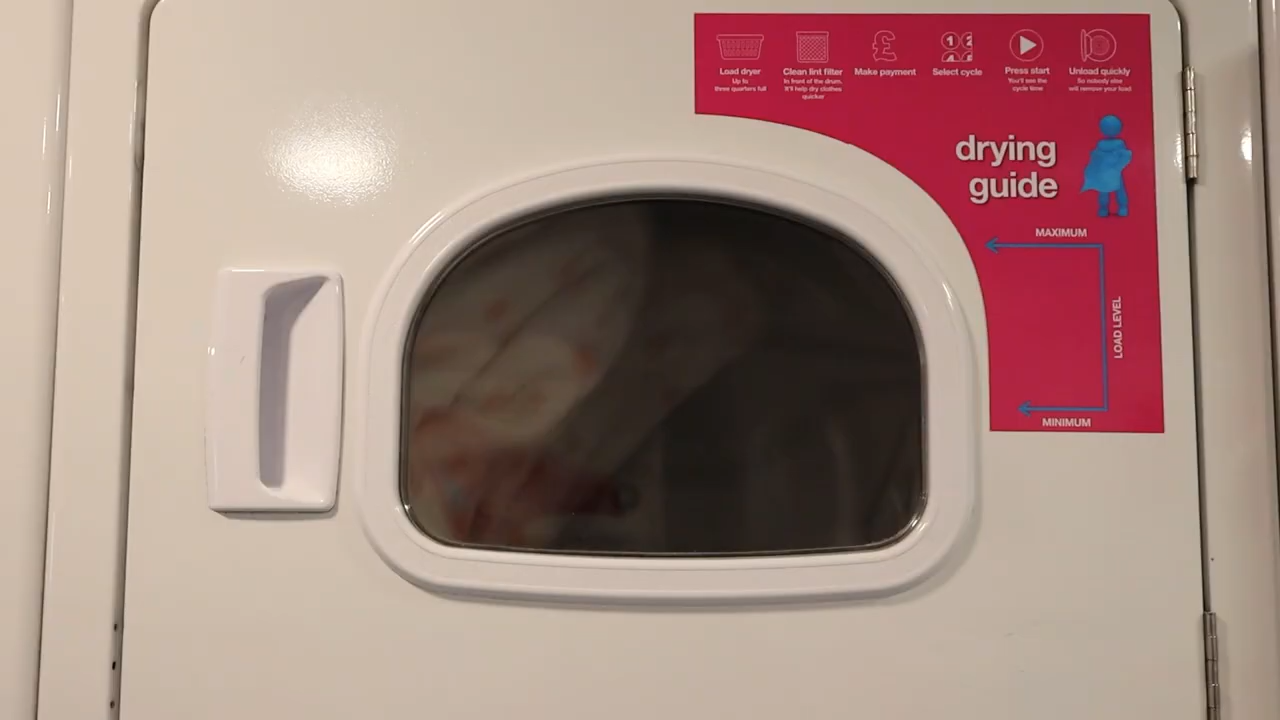 Load dryer
Up to
three quarters full
Clean lint filter
In front of the drum,
It'll help dry clothes
quicker
Make payment
£
1 2
Select cycle
Press start
You'll see the
cycle time
Unload quickly
So nobody else
will remove your load
drying
guide
MAXIMUM
LOAD LEVEL
MINIMUM